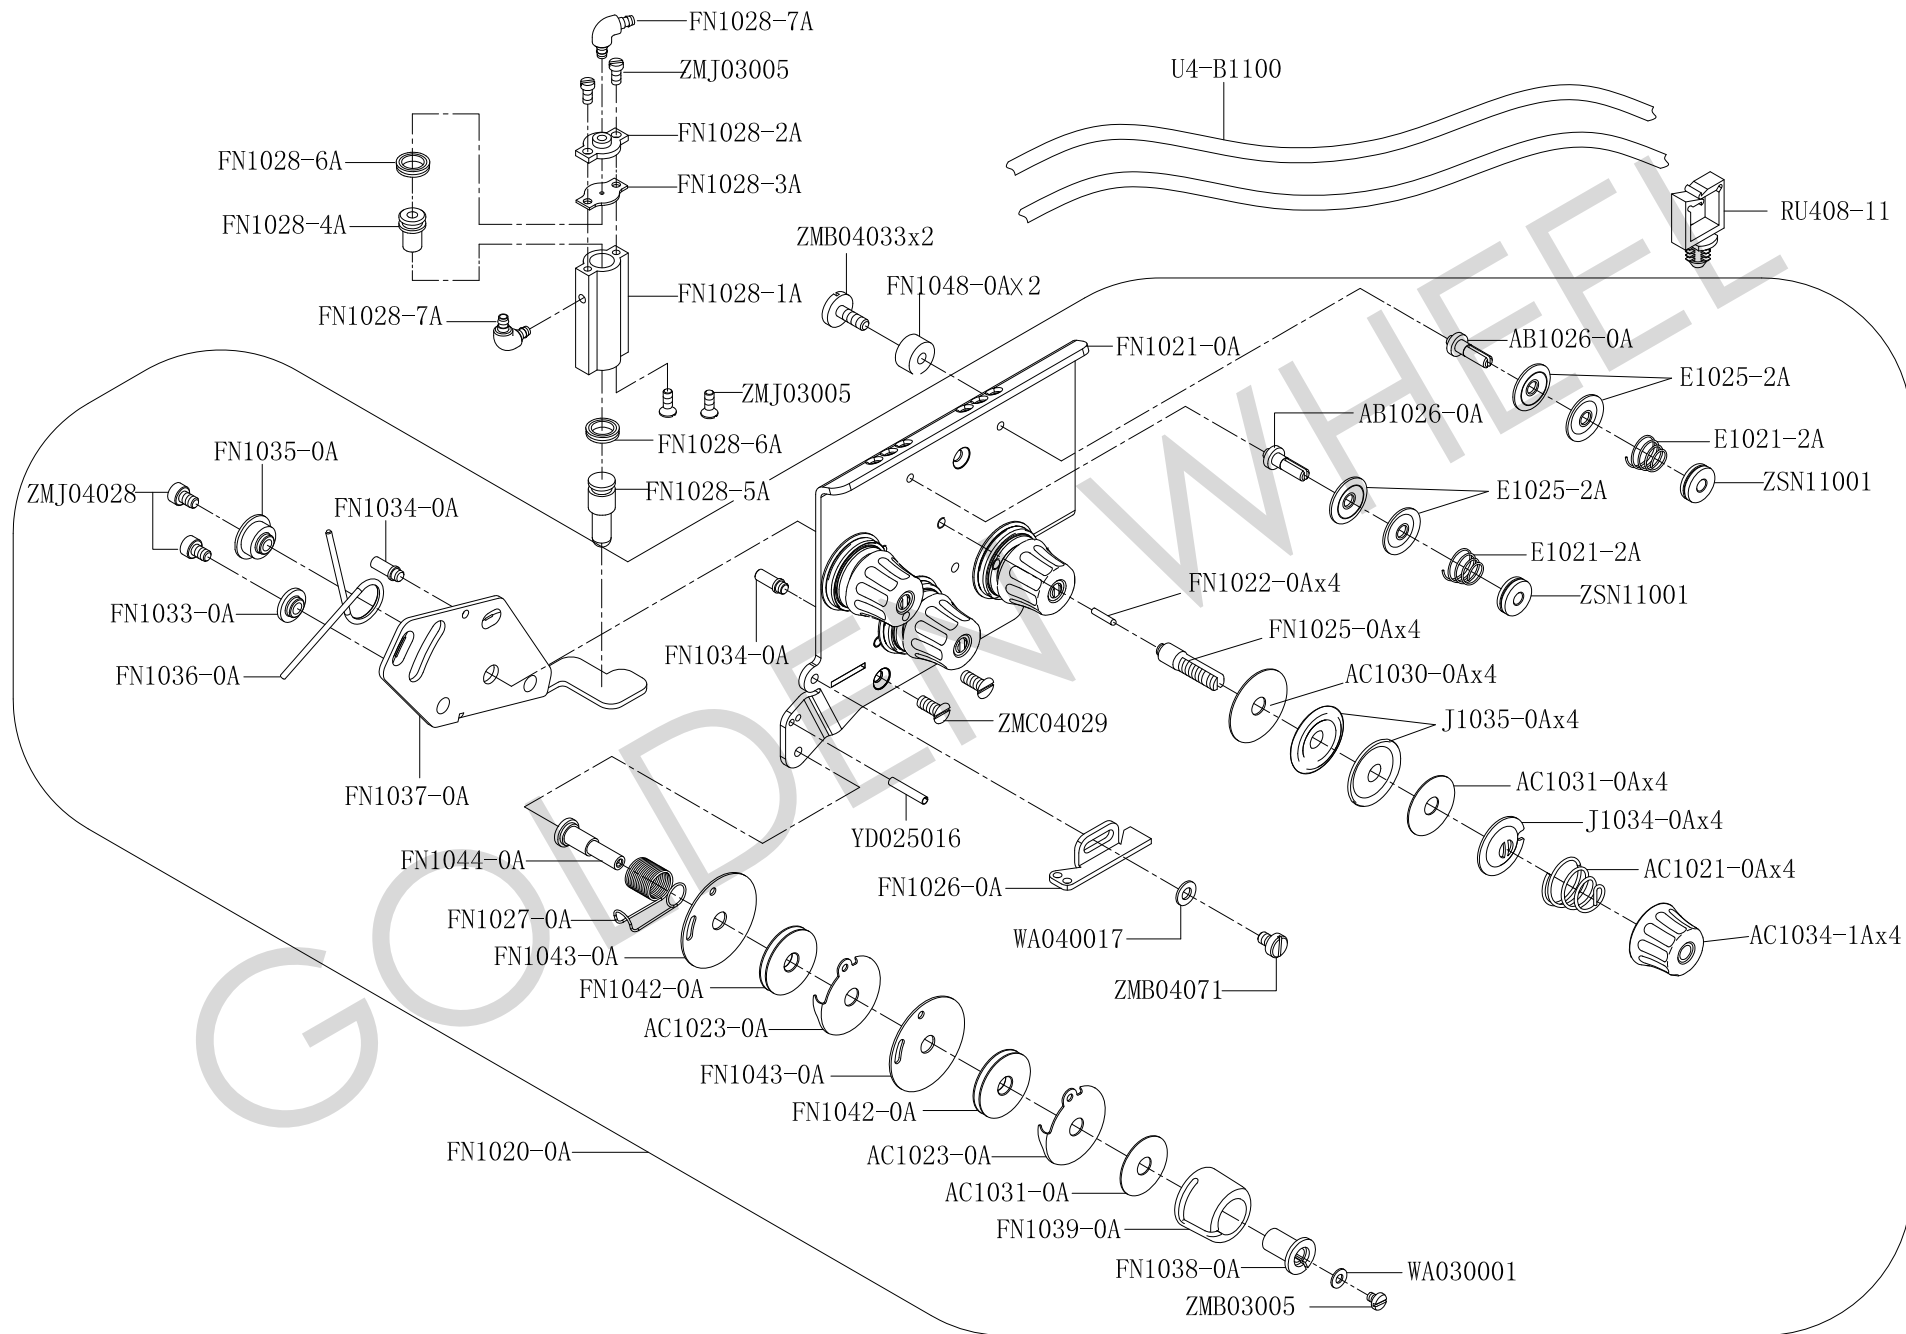 FN1028-7A
ZMJ03005
U4-B1100
FN1028-2A
FN1028-6A
FN1028-3A
FN1028-4A
RU408-11
ZMB04033x2
FN1048-0AX2
FN1028-1A
FN1028-7A
FN1021-0A
AB1026-0A
E1025-2A
ZMJ03005
AB1026-0A
FN1028-6A
E1021-2A
FN1035-0A
ZSN11001
ZMJ04028
FN1028-5A
E1025-2A
FN1034-0A
E1021-2A
FN1022-0Ax4
ZSN11001
FN1033-0A
FN1025-0Ax4
FN1034-0A
FN1036-0A
AC1030-0Ax4
ZMC04029
J1035-0Ax4
FN1037-0A
AC1031-0Ax4
J1034-0Ax4
YD025016
FN1044-0A
AC1021-0Ax4
FN1026-0A
FN1027-0A
WA040017
AC1034-1Ax4
FN1043-0A
FN1042-0A
ZMB04071
AC1023-0A
FN1043-0A
FN1042-0A
FN1020-0A
AC1023-0A
AC1031-0A
FN1039-0A
FN1038-0A
WA030001
ZMB03005
GOLDEN WHEEL